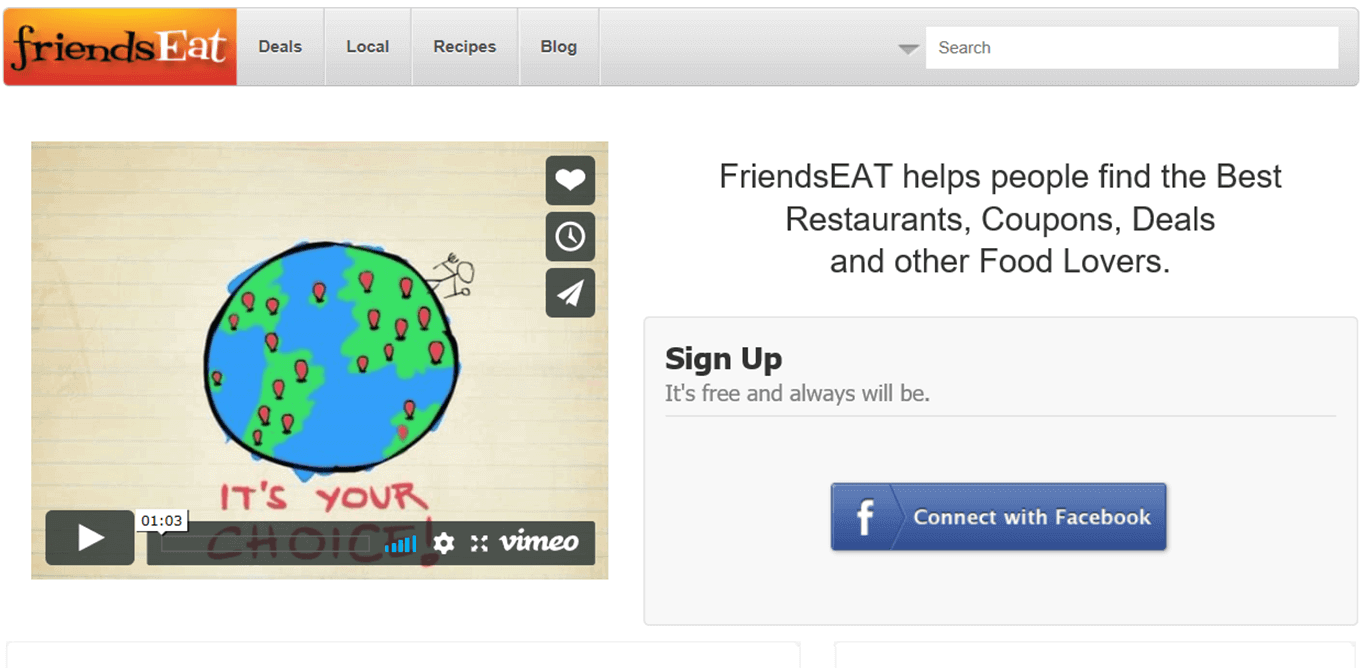 friendsEat
Deals
Local
Recipes
Blog
Search
FriendsEAT helps people find the Best
Restaurants, Coupons, Deals
and other Food Lovers.
IT'S YOUR
CHOICE!
01:03
vimeo
Sign Up
It's free and always will be.
f
Connect with Facebook